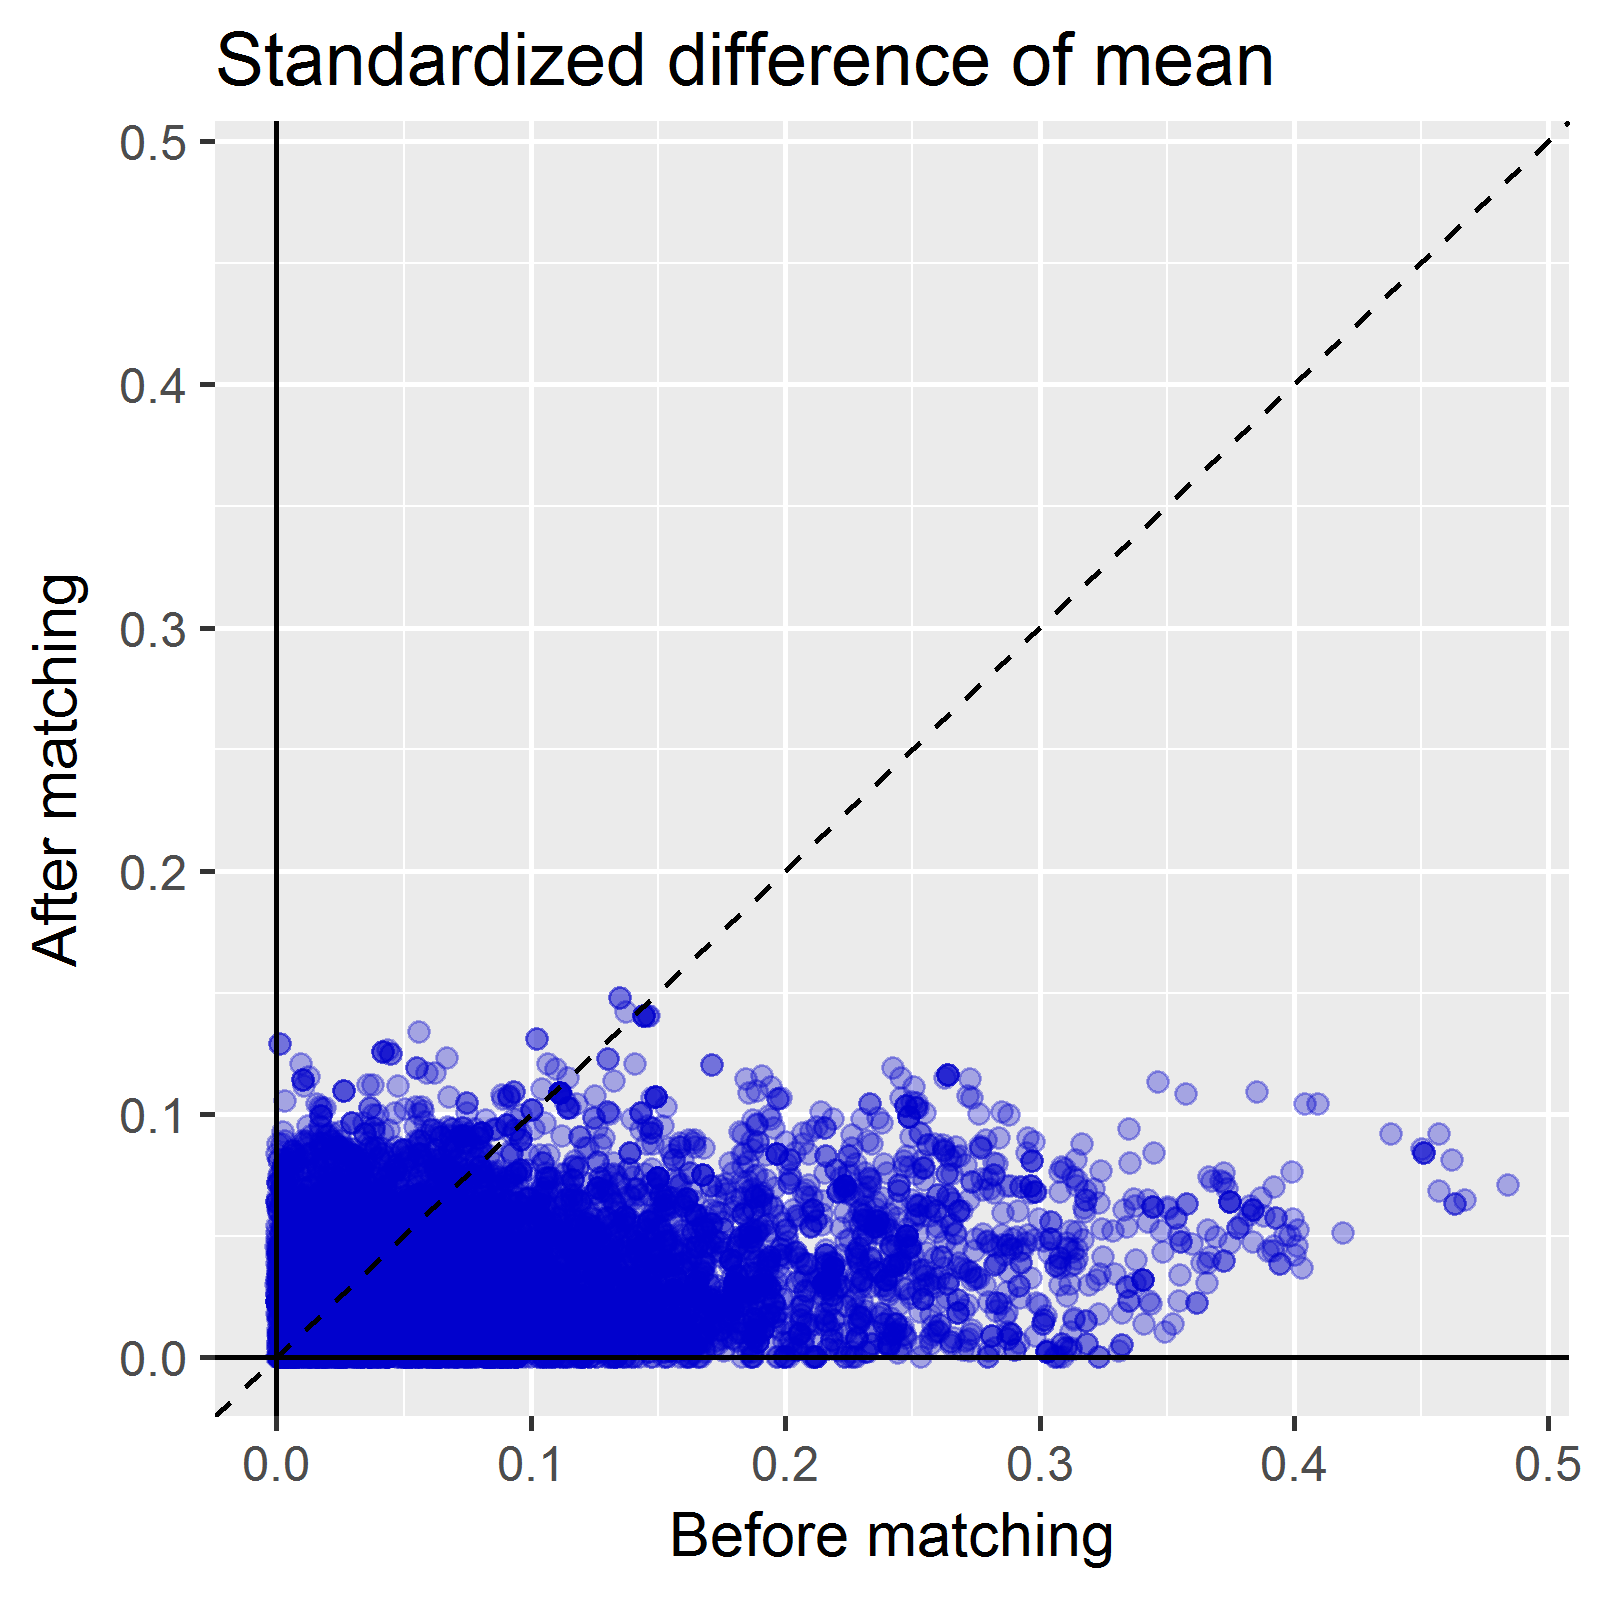 Standardized difference of mean
0.5
0.4
0.3
0.2
0.1
0.0
After matching
0.0 0.1 0.2 0.3 0.4 0.5
Before matching